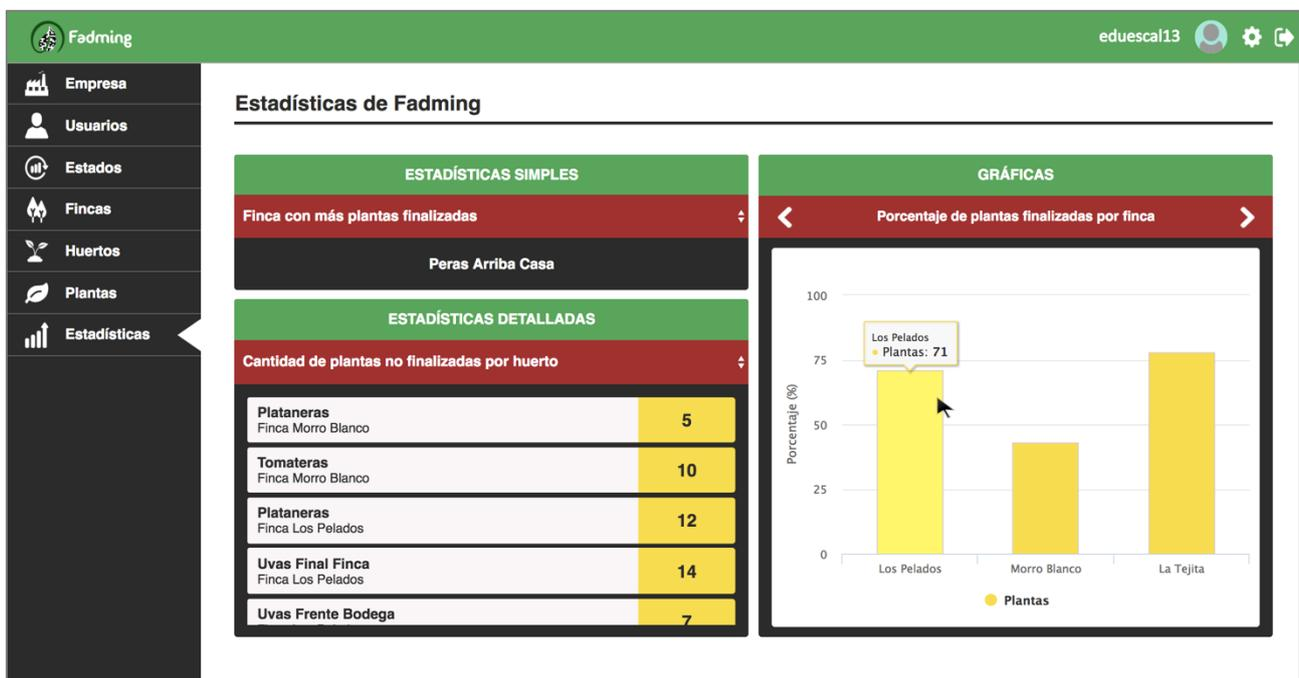 Fadming
eduescal13
Empresa
Usuarios
Estados
Fincas
Huertos
Plantas
Estadísticas
Estadísticas de Fadming
ESTADÍSTICAS SIMPLES
Finca con más plantas finalizadas
Peras Arriba Casa
ESTADÍSTICAS DETALLADAS
Cantidad de plantas no finalizadas por huerto
Plataneras
Finca Morro Blanco
5
Tomateras
Finca Morro Blanco
10
Plataneras
Finca Los Pelados
12
Uvas Final Finca
Finca Los Pelados
14
Uvas Frente Bodega
7
GRÁFICAS
Porcentaje de plantas finalizadas por finca
Porcentaje (%)
100
75
50
25
0
Los Pelados
Plantas: 71
Los Pelados
Morro Blanco
La Tejita
Plantas